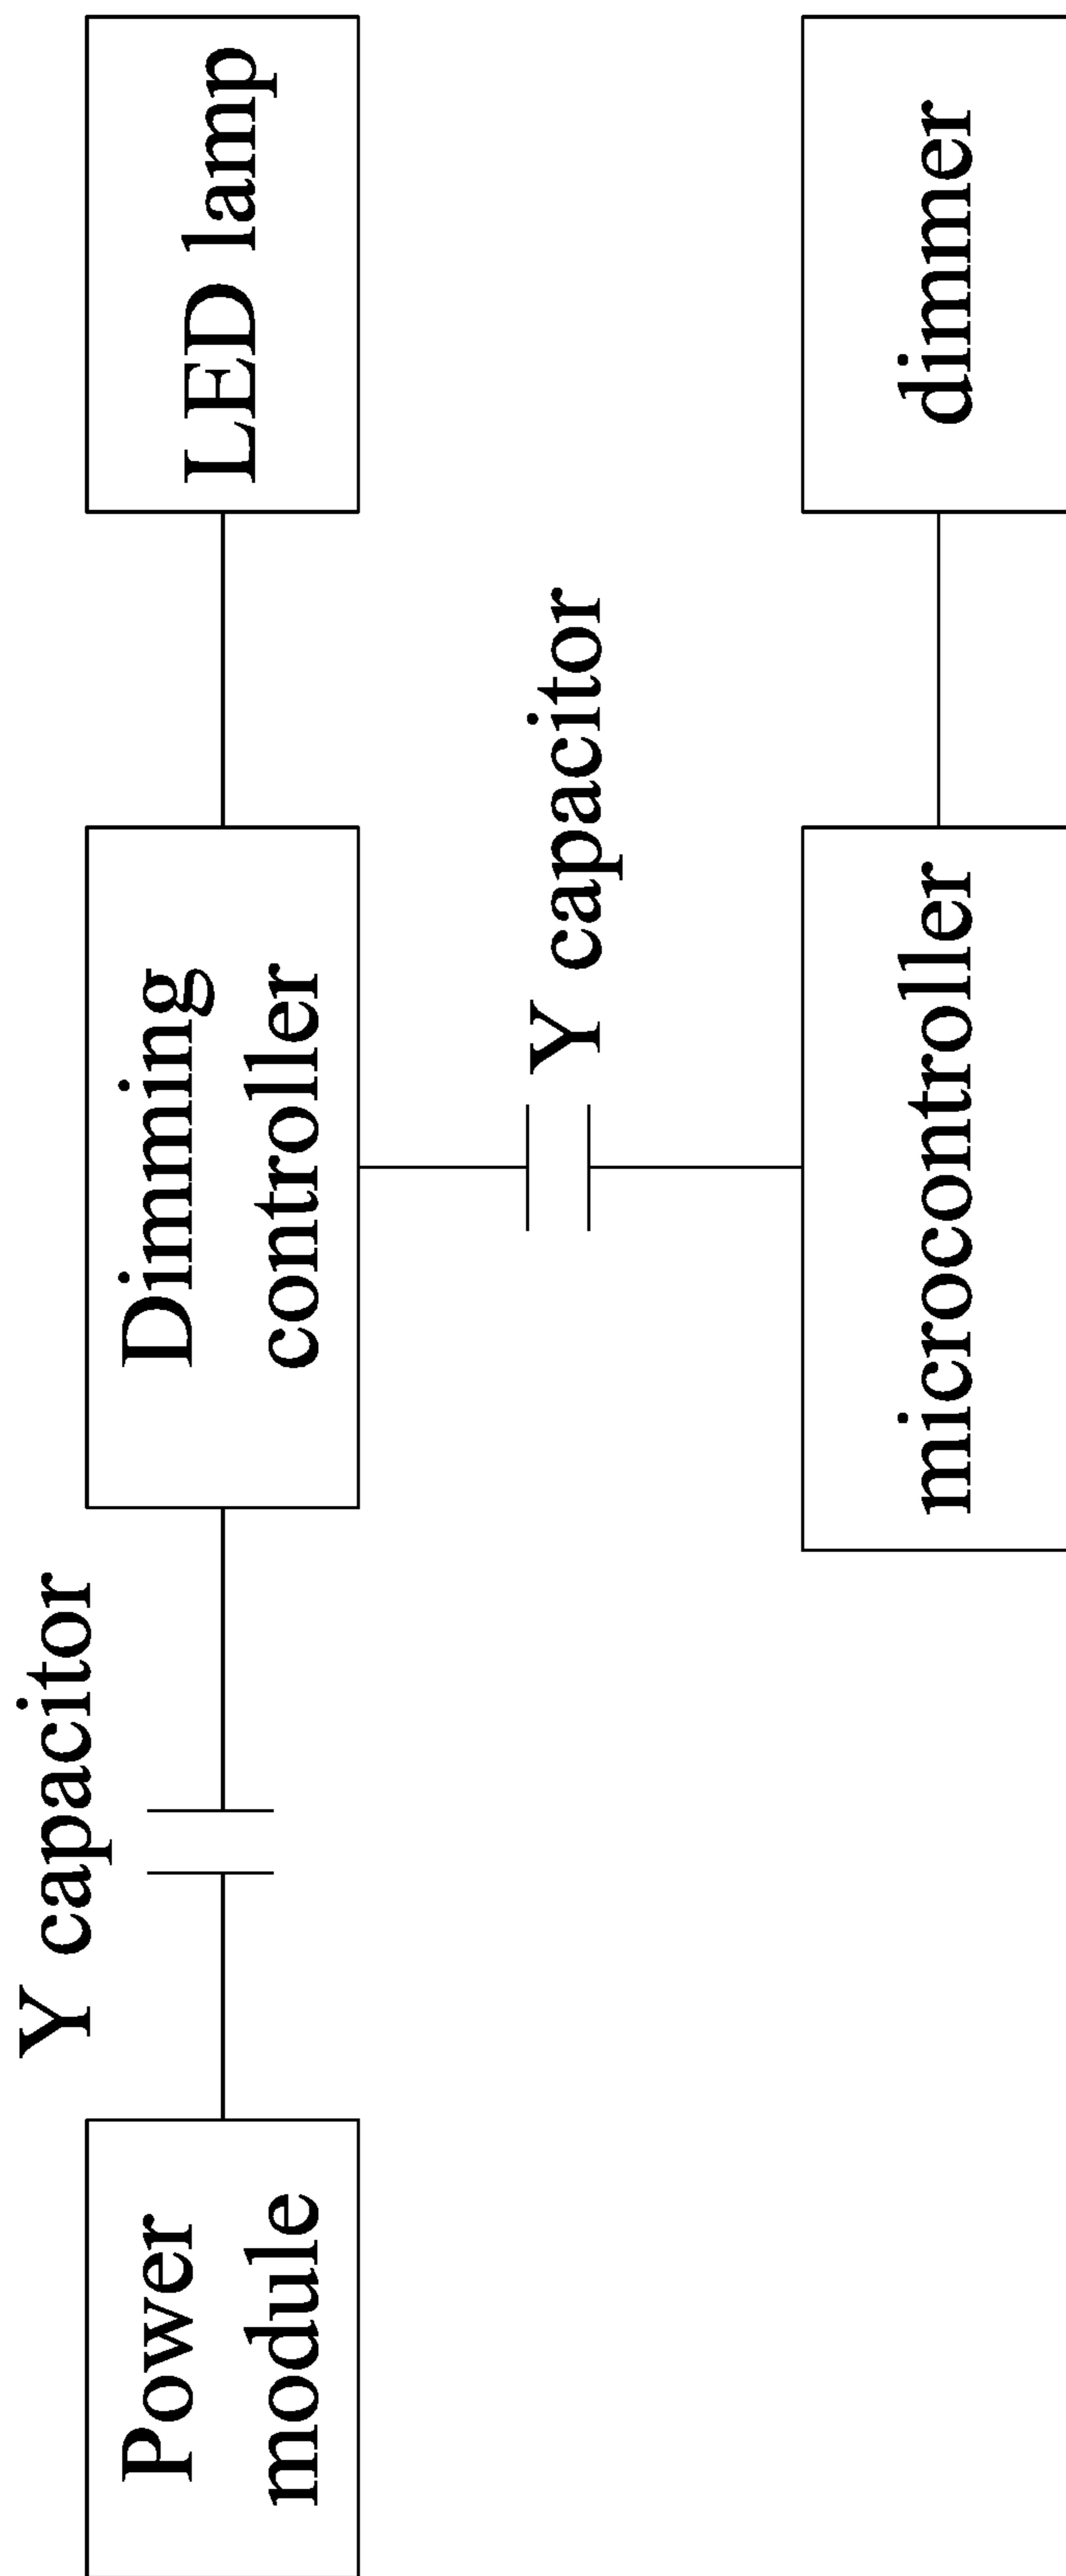 Y capacitor
Power
module
Dimming
controller
LED lamp
Y capacitor
microcontroller
dimmer